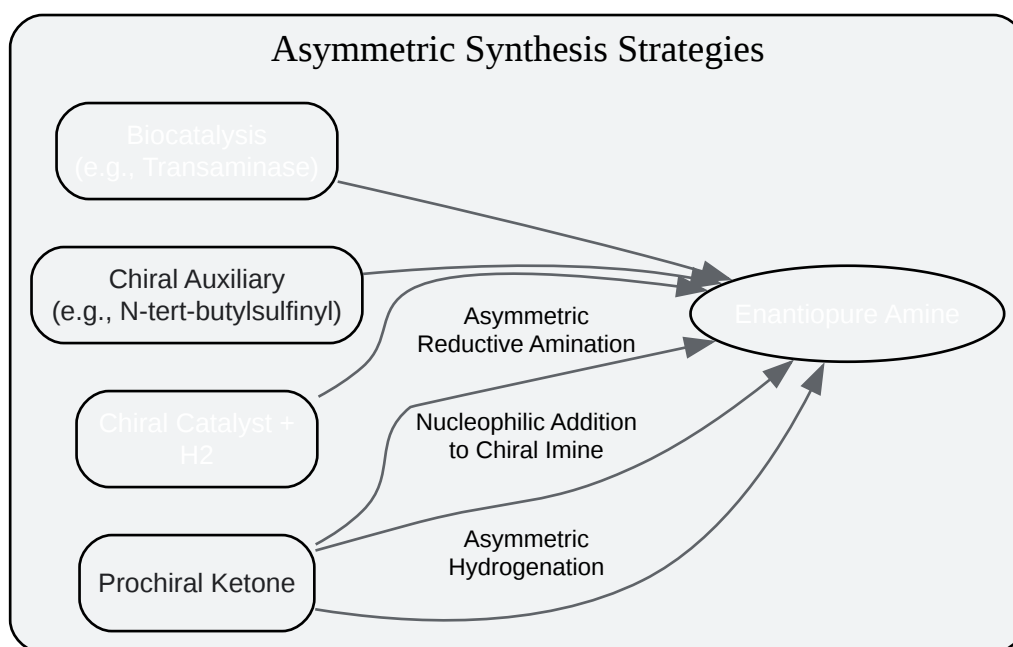 Asymmetric Synthesis Strategies
Biocatalysis
(e.g., Transaminase)
Chiral Auxiliary
(e.g., N-tert-butylsulfinyl)
Enantiopure Amine
Asymmetric
Reductive Amination
Chiral Catalyst +
H2
Nucleophilic Addition
to Chiral Imine
Asymmetric
Hydrogenation
Prochiral Ketone